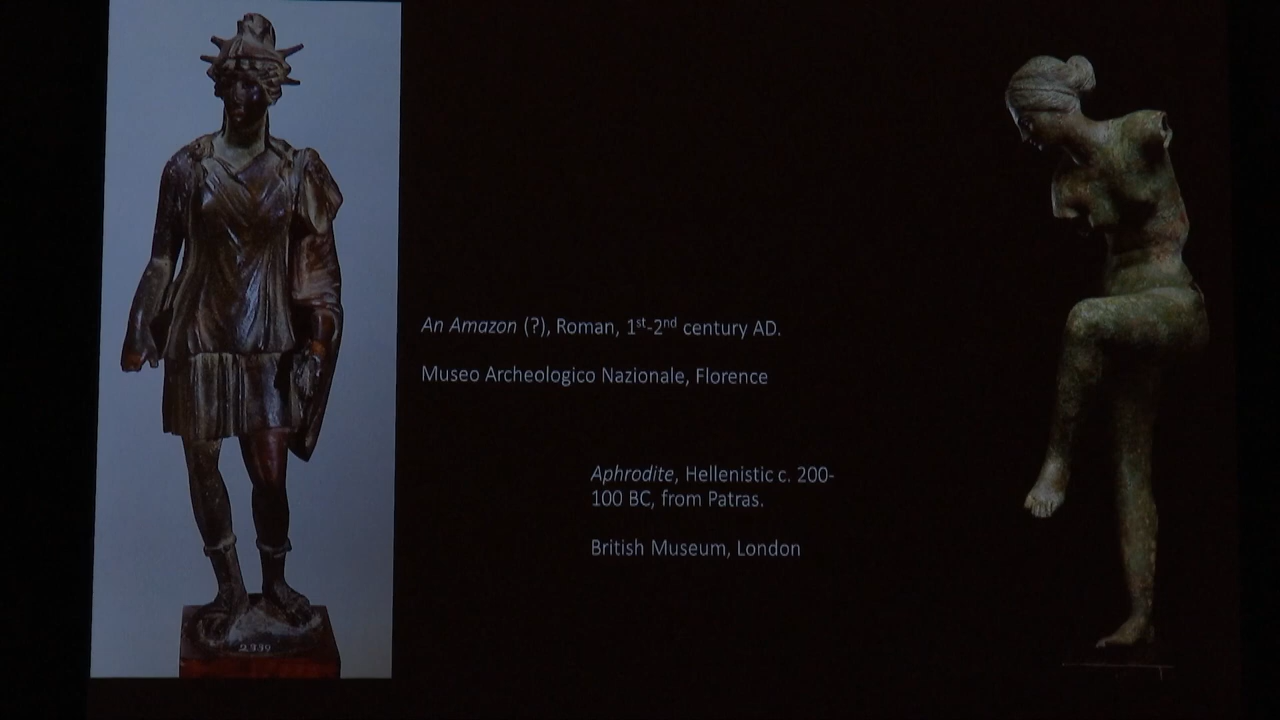 An Amazon (?), Roman, 1st-2nd century AD.
Museo Archeologico Nazionale, Florence
Aphrodite, Hellenistic c. 200-
100 BC, from Patras.
British Museum, London
2339